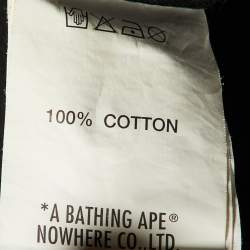 100% COTTON
*A BATHING APE®
NOWHERE CO.,LTD.